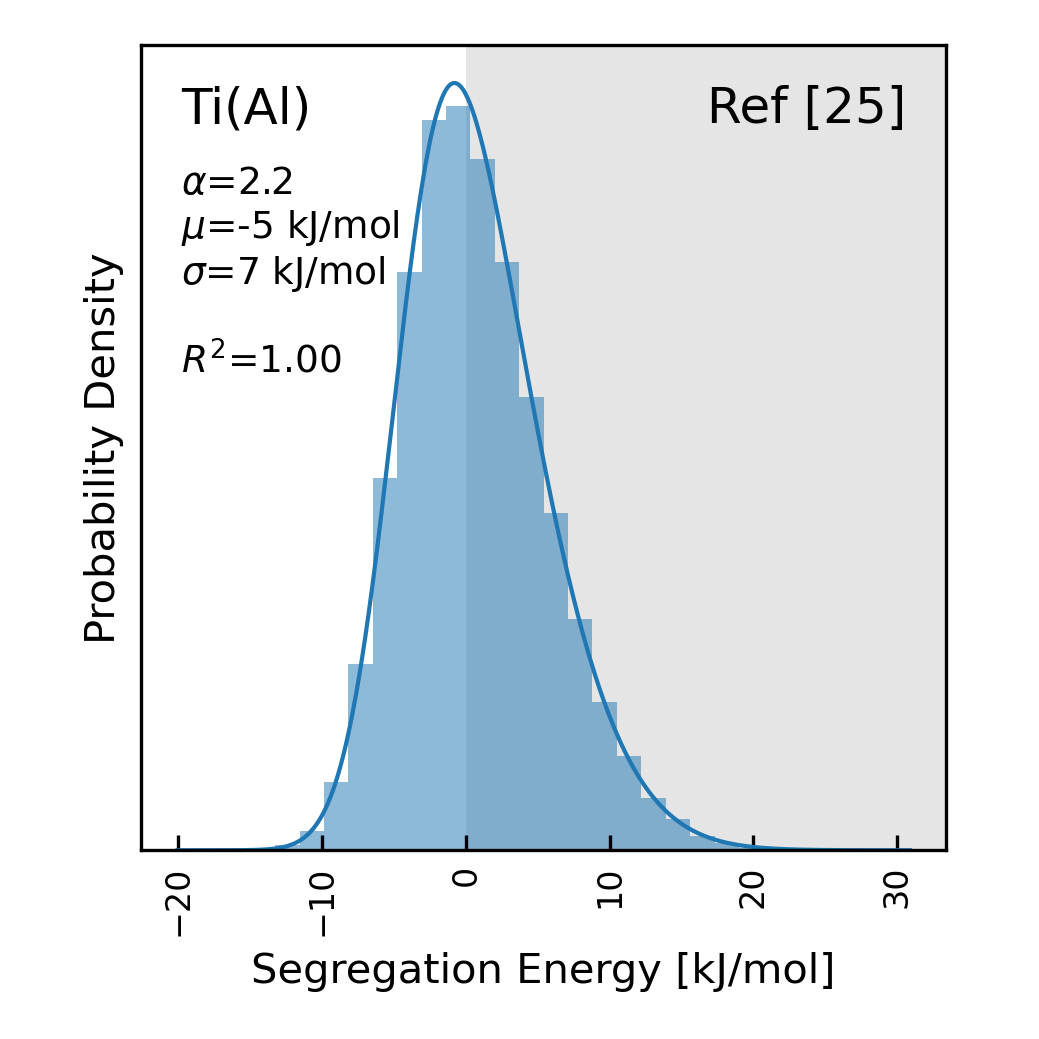 Ti(Al)
Ref [25]
α=2.2
μ=-5 kJ/mol
σ=7 kJ/mol
R²=1.00
Probability Density
−20 −10 0 10 20 30
Segregation Energy [kJ/mol]